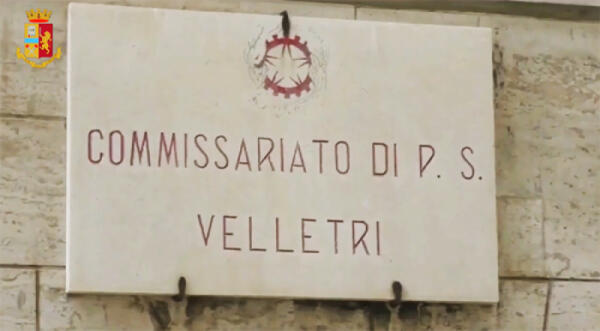 COMMISSARIATO DI P. S.
VELLETRI